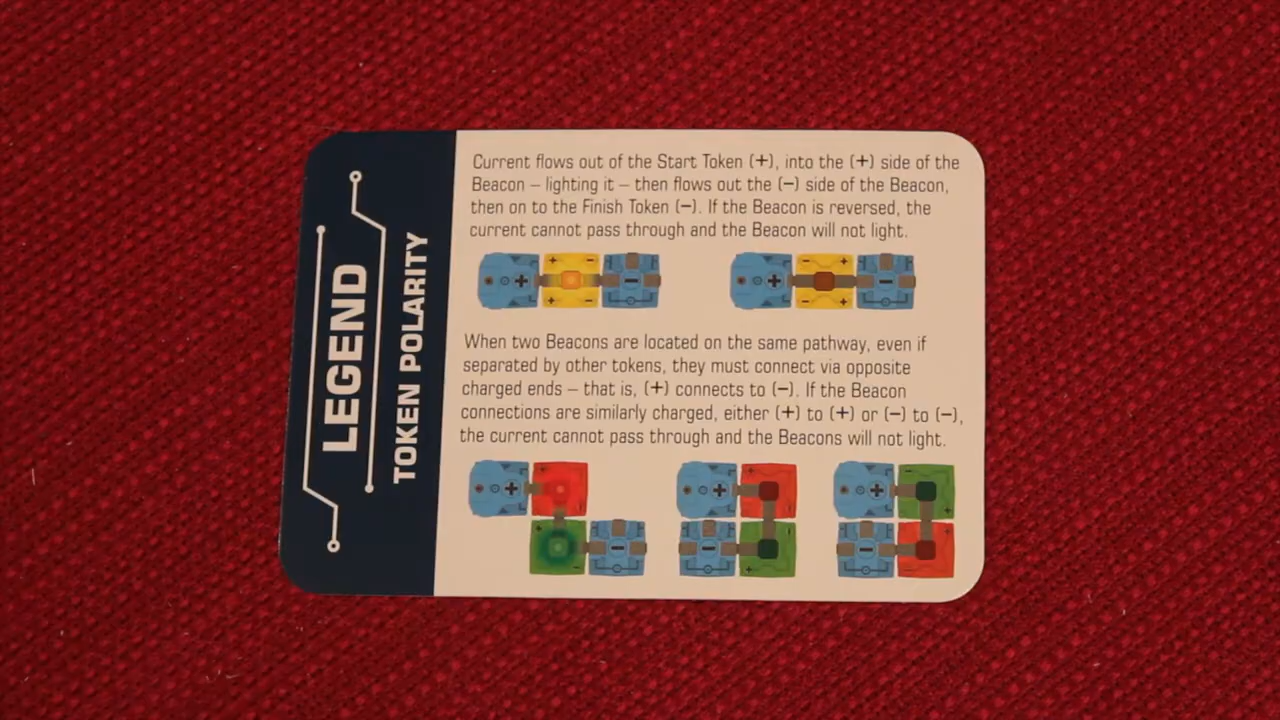 LEGEND
TOKEN POLARITY
Current flows out of the Start Token (+), into the (+) side of the
Beacon – lighting it – then flows out the (–) side of the Beacon,
then on to the Finish Token (–). If the Beacon is reversed, the
current cannot pass through and the Beacon will not light.
When two Beacons are located on the same pathway, even if
separated by other tokens, they must connect via opposite
charged ends – that is, (+) connects to (–). If the Beacon
connections are similarly charged, either (+) to (+) or (–) to (–),
the current cannot pass through and the Beacons will not light.